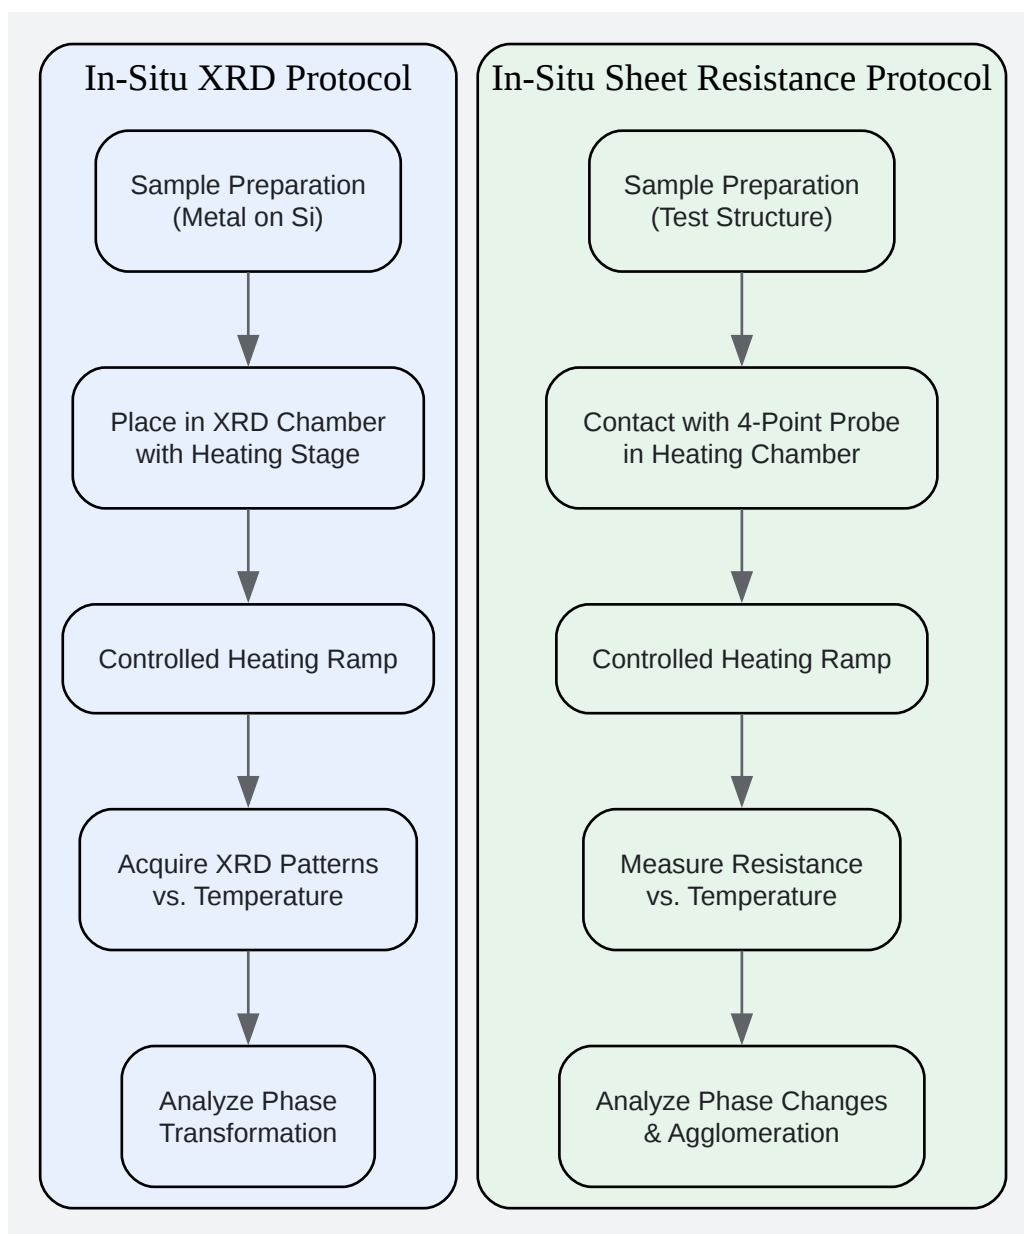 In-Situ XRD Protocol
Sample Preparation
(Metal on Si)
Place in XRD Chamber
with Heating Stage
Controlled Heating Ramp
Acquire XRD Patterns
vs. Temperature
Analyze Phase
Transformation
In-Situ Sheet Resistance Protocol
Sample Preparation
(Test Structure)
Contact with 4-Point Probe
in Heating Chamber
Controlled Heating Ramp
Measure Resistance
vs. Temperature
Analyze Phase Changes
& Agglomeration